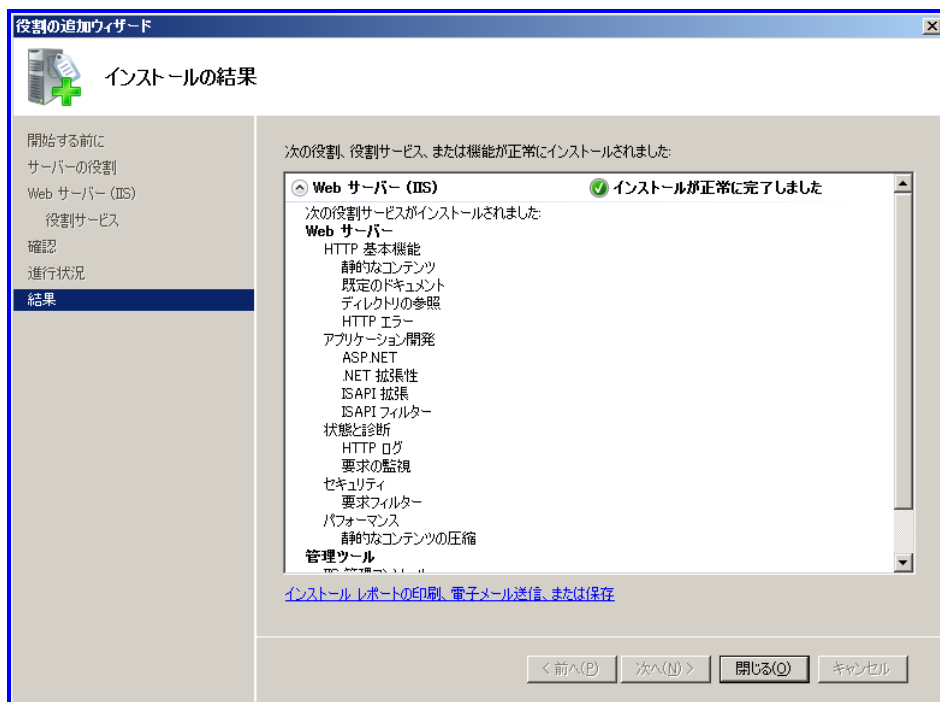 役割の追加ウィザード
インストールの結果
開始する前に
サーバーの役割
Web サーバー (IIS)
役割サービス
確認
進行状況
結果
次の役割、役割サービス、または機能が正常にインストールされました:
Web サーバー (IIS)
インストールが正常に完了しました
次の役割サービスがインストールされました:
Web サーバー
HTTP 基本機能
静的なコンテンツ
既定のドキュメント
ディレクトリの参照
HTTP エラー
アプリケーション開発
ASP.NET
.NET 拡張性
ISAPI 拡張
ISAPI フィルター
状態と診断
HTTP ログ
要求の監視
セキュリティ
要求フィルター
パフォーマンス
静的なコンテンツの圧縮
管理ツール
インストール レポートの印刷、電子メール送信、または保存
< 前へ(P)
次へ(N) >
閉じる(O)
キャンセル